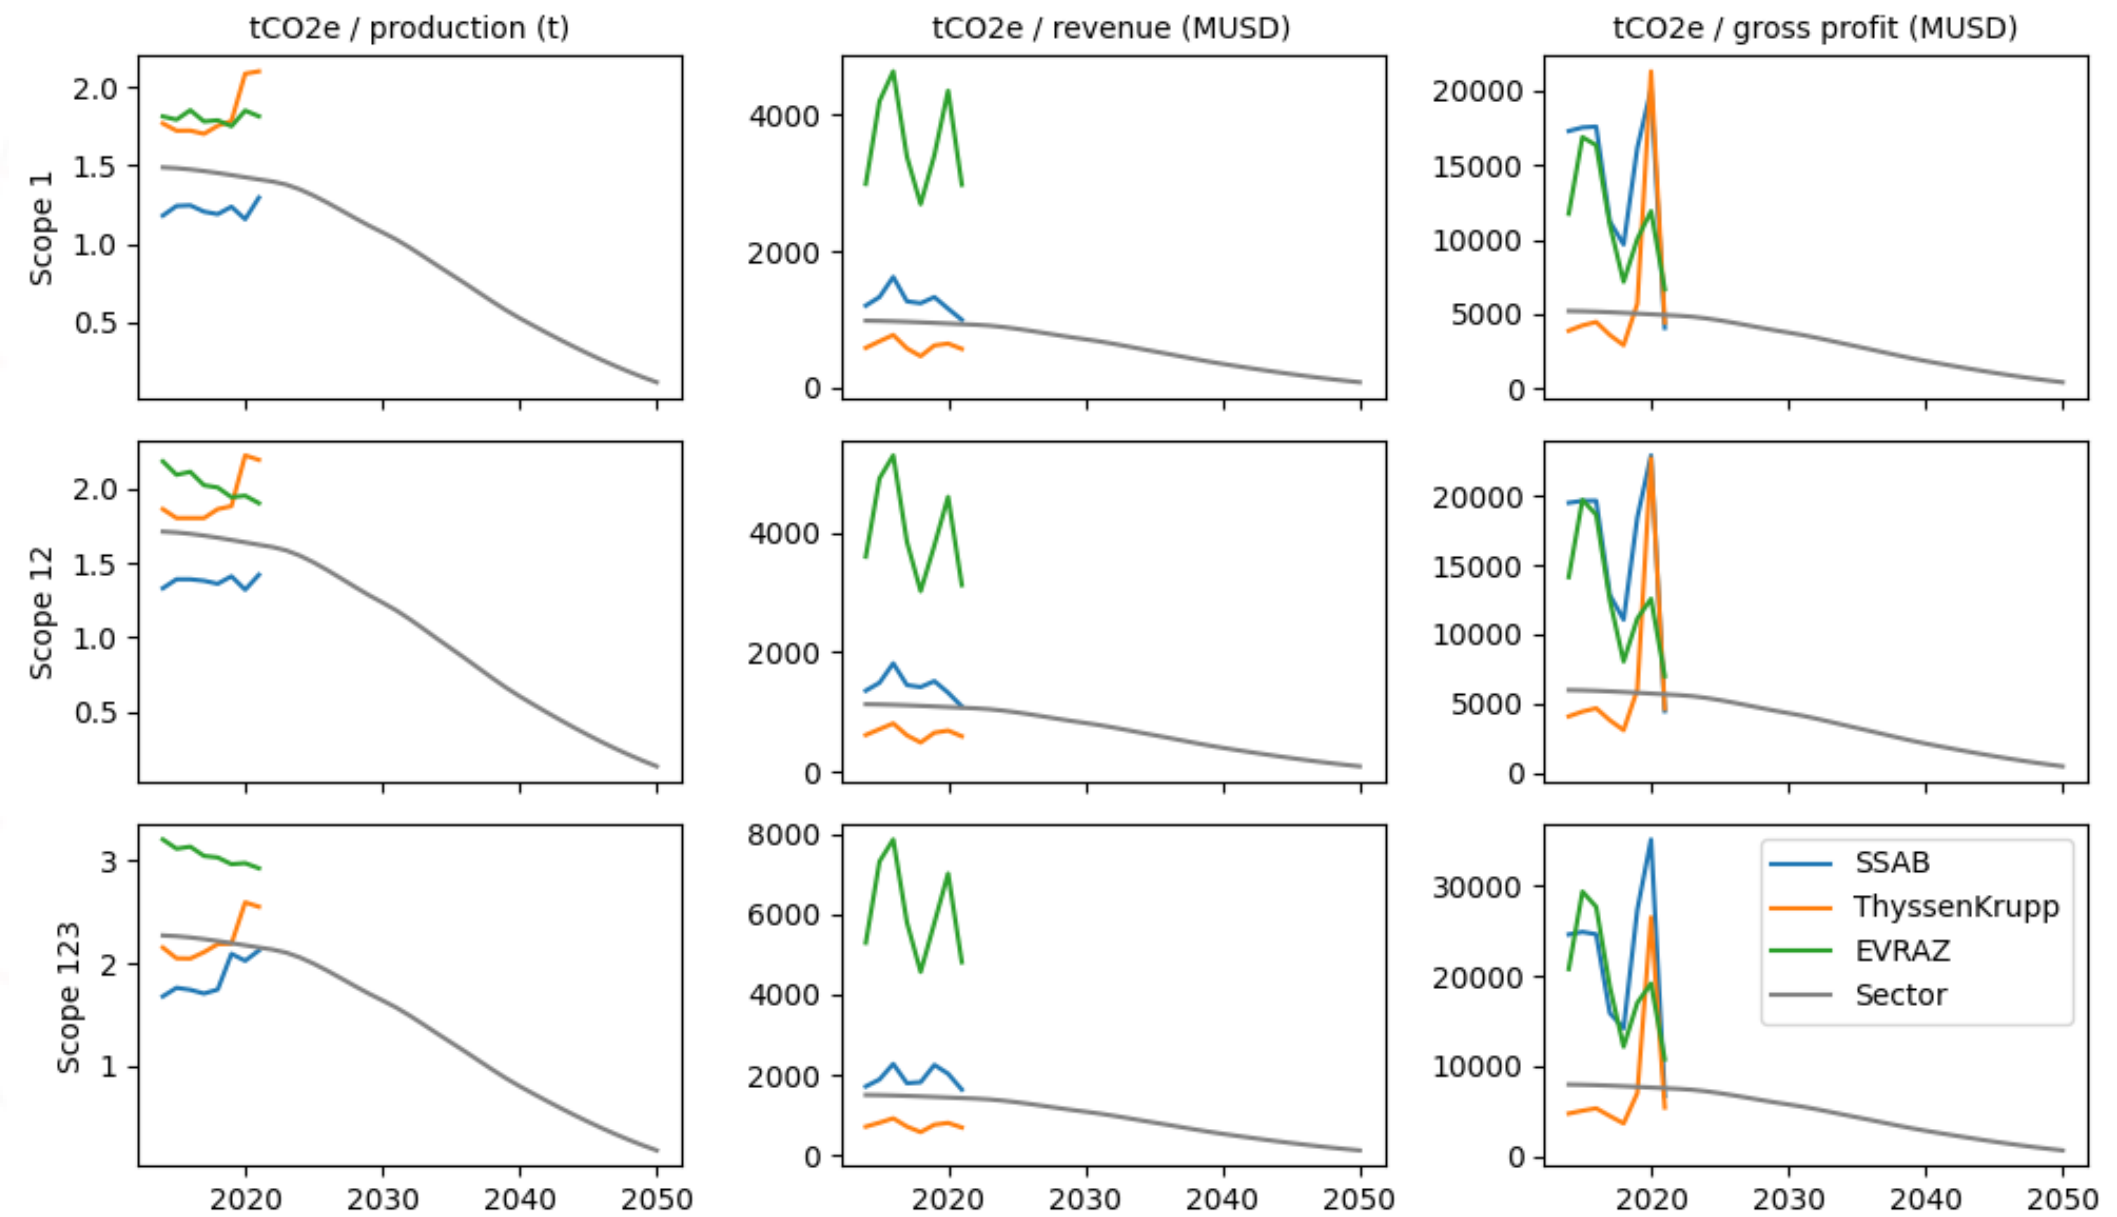 tCO2e / production (t)
tCO2e / revenue (MUSD)
tCO2e / gross profit (MUSD)
Scope 1
2.0
1.5
1.0
0.5
4000
2000
0
20000
15000
10000
5000
0
Scope 12
2.0
1.5
1.0
0.5
4000
2000
0
20000
15000
10000
5000
0
Scope 123
3
2
1
2020 2030 2040 2050
8000
6000
4000
2000
0
2020 2030 2040 2050
30000
20000
10000
0
2020 2030 2040 2050
SSAB
ThyssenKrupp
EVRAZ
Sector